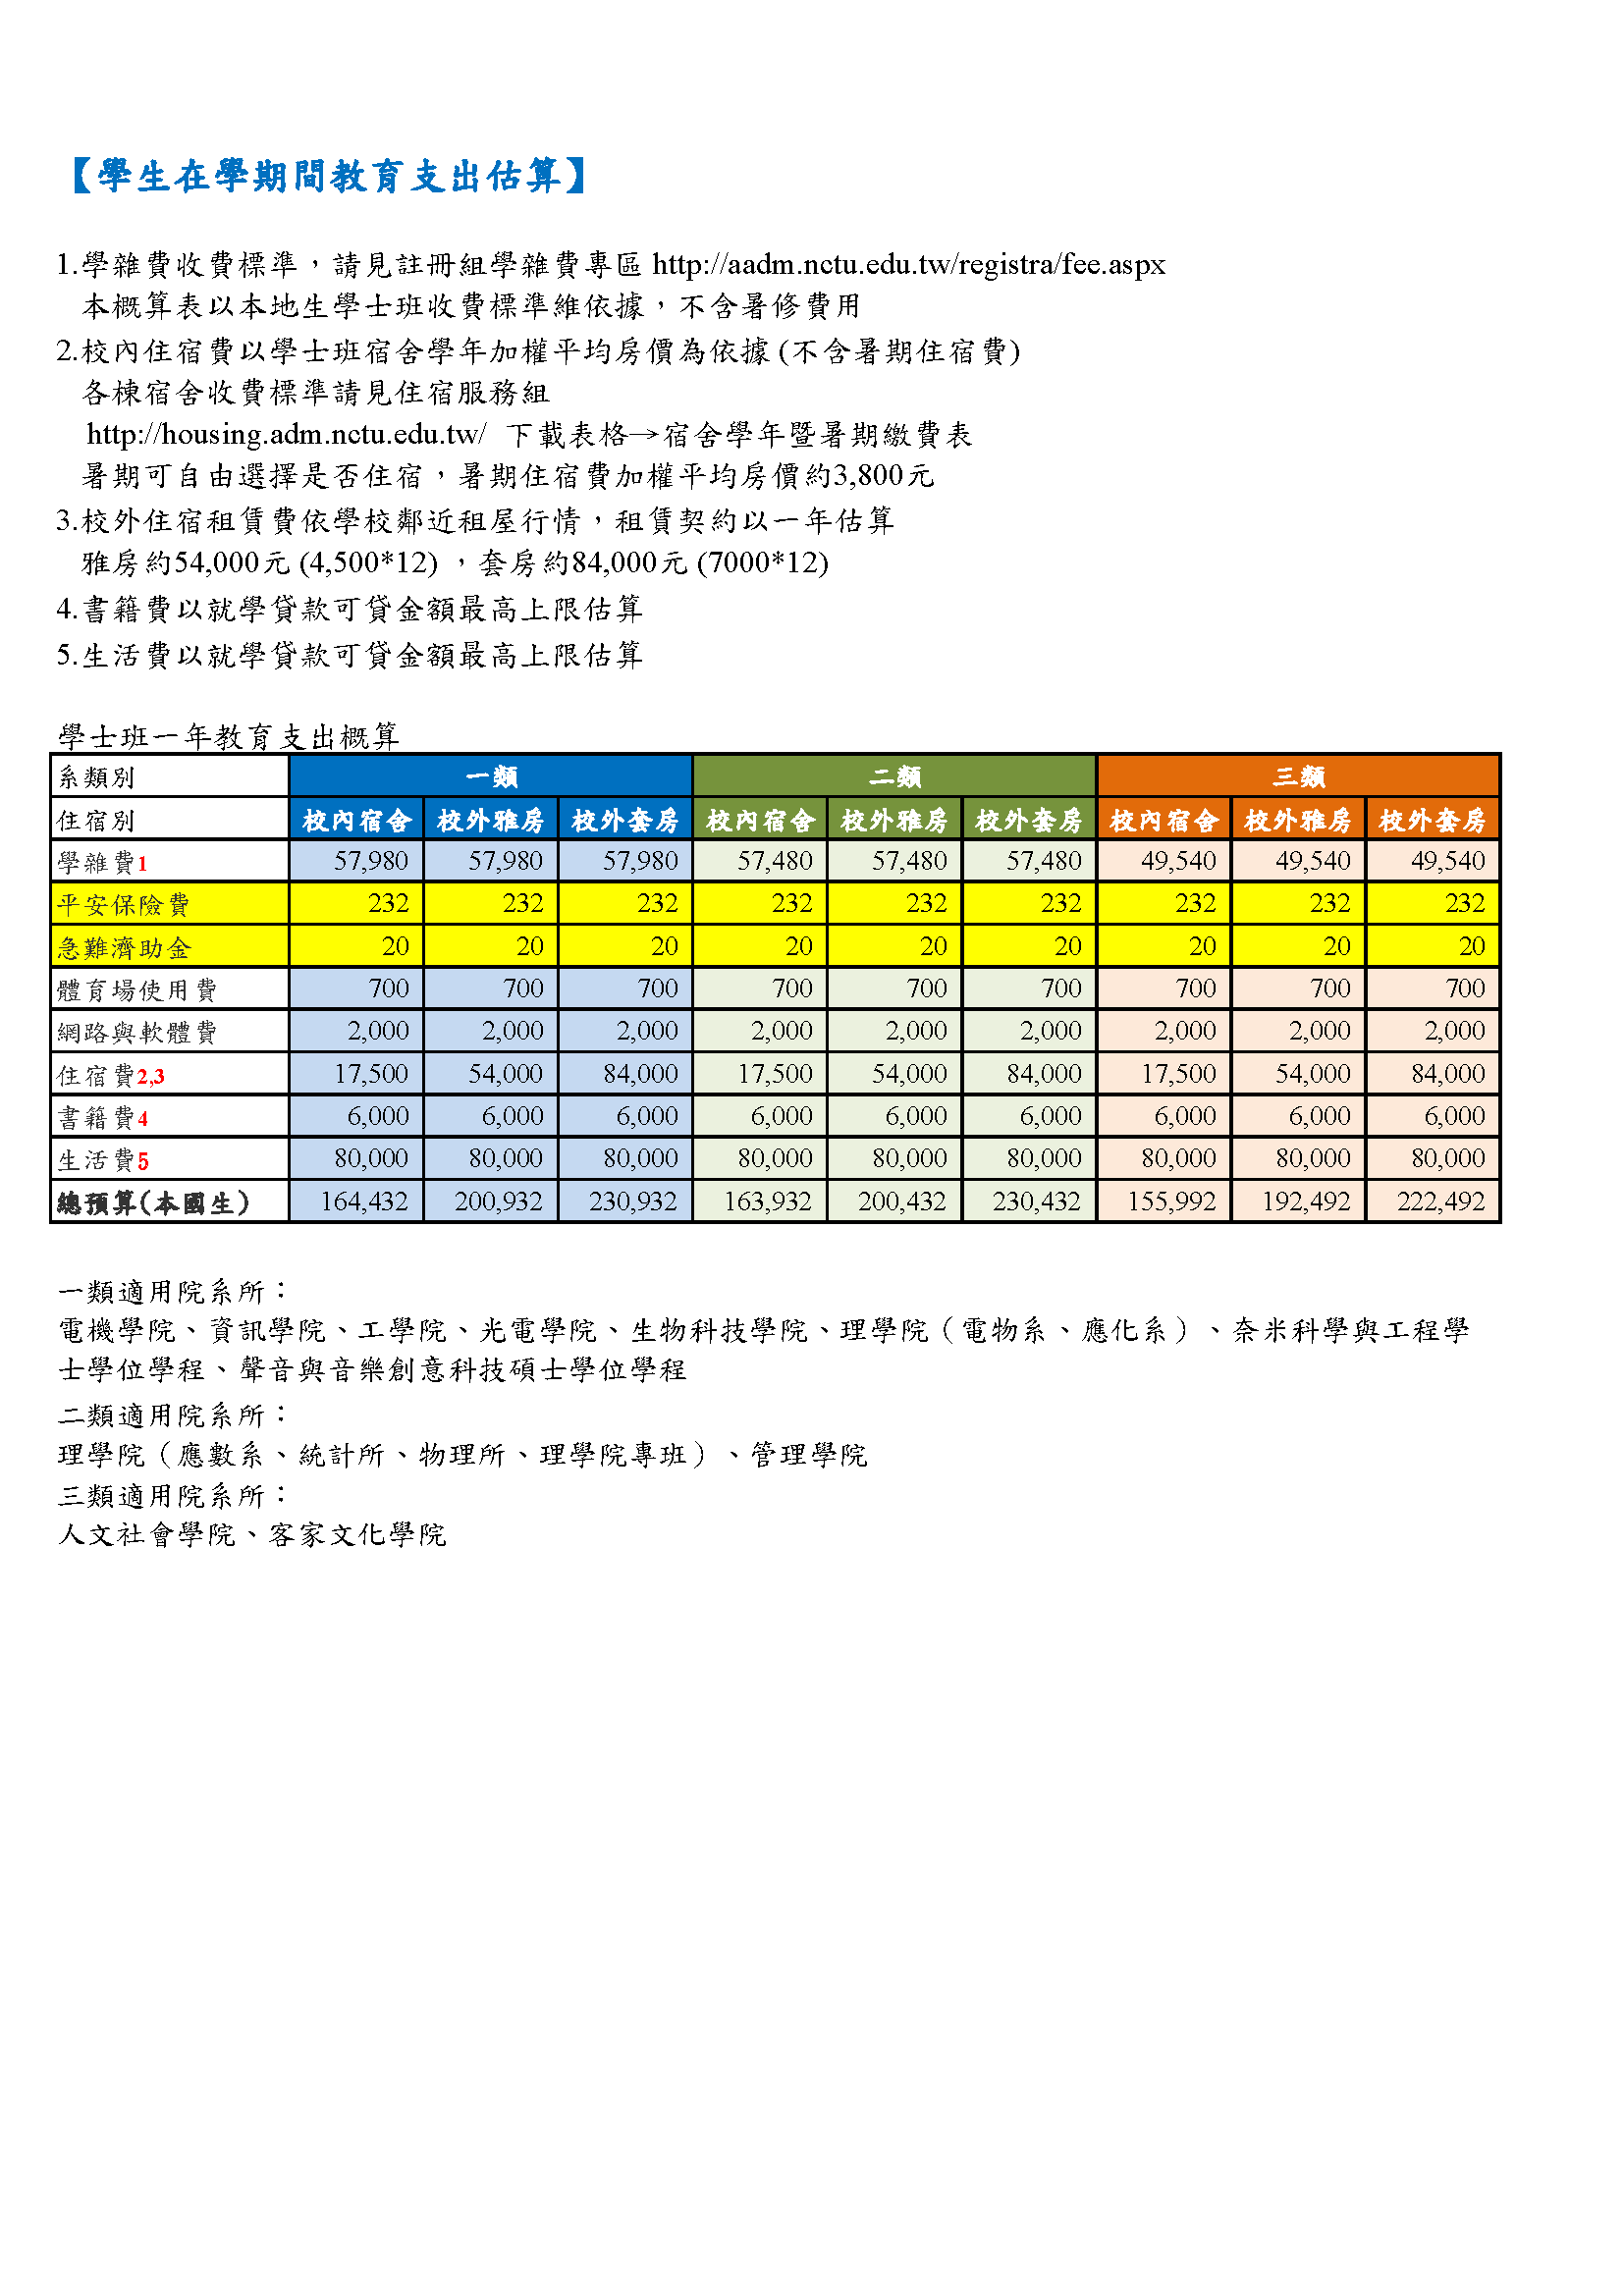 【學生在學期間教育支出估算】
1.學雜費收費標準，請見註冊組學雜費專區 http://aadm.nctu.edu.tw/registra/fee.aspx
本概算表以本地生學士班收費標準維依據，不含暑修費用
2.校內住宿費以學士班宿舍學年加權平均房價為依據 (不含暑期住宿費)
各棟宿舍收費標準請見住宿服務組
http://housing.adm.nctu.edu.tw/ 下載表格→宿舍學年暨暑期繳費表
暑期可自由選擇是否住宿，暑期住宿費加權平均房價約3,800元
3.校外住宿租賃費依學校鄰近租屋行情，租賃契約以一年估算
雅房約54,000元 (4,500*12) ，套房約84,000元 (7000*12)
4.書籍費以就學貸款可貸金額最高上限估算
5.生活費以就學貸款可貸金額最高上限估算
學士班一年教育支出概算
系類別 一類 二類 三類
住宿別 校內宿舍 校外雅房 校外套房 校內宿舍 校外雅房 校外套房 校內宿舍 校外雅房 校外套房
學雜費1 57,980 57,980 57,980 57,480 57,480 57,480 49,540 49,540 49,540
平安保險費 232 232 232 232 232 232 232 232 232
急難濟助金 20 20 20 20 20 20 20 20 20
體育場使用費 700 700 700 700 700 700 700 700 700
網路與軟體費 2,000 2,000 2,000 2,000 2,000 2,000 2,000 2,000 2,000
住宿費2,3 17,500 54,000 84,000 17,500 54,000 84,000 17,500 54,000 84,000
書籍費4 6,000 6,000 6,000 6,000 6,000 6,000 6,000 6,000 6,000
生活費5 80,000 80,000 80,000 80,000 80,000 80,000 80,000 80,000 80,000
總預算(本國生) 164,432 200,932 230,932 163,932 200,432 230,432 155,992 192,492 222,492
一類適用院系所：
電機學院、資訊學院、工學院、光電學院、生物科技學院、理學院（電物系、應化系）、奈米科學與工程學
士學位學程、聲音與音樂創意科技碩士學位學程
二類適用院系所：
理學院（應數系、統計所、物理所、理學院專班）、管理學院
三類適用院系所：
人文社會學院、客家文化學院